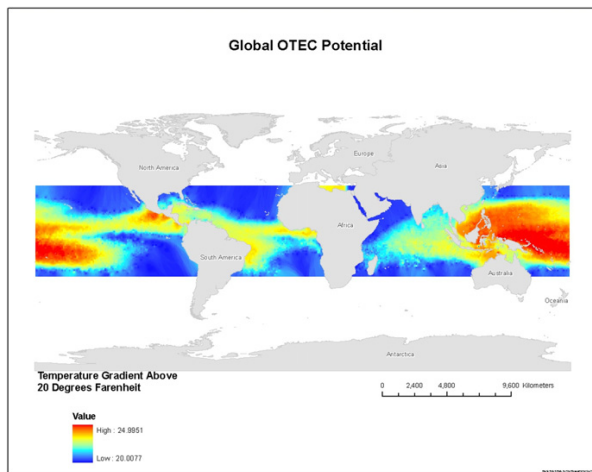 Global OTEC Potential
North America
Europe
Asia
Africa
South America
Australia
Oceania
Antarctica
Temperature Gradient Above
20 Degrees Farenheit
0 2,400 4,800 9,600 Kilometers
Value
High : 24.9951
Low : 20.0077